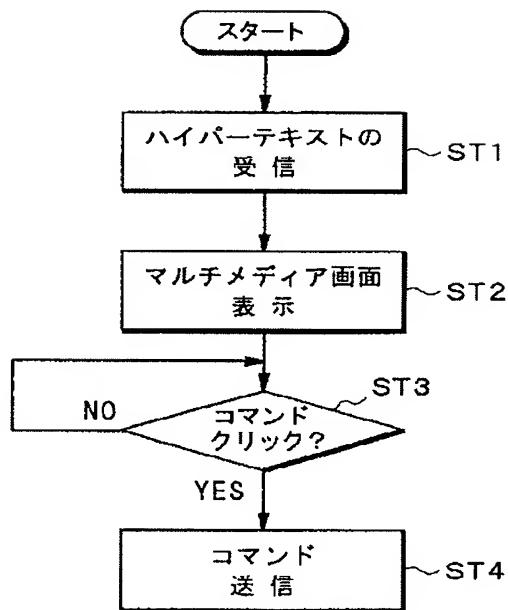 スタート
ハイパーテキストの
受信
ST1
マルチメディア画面
表示
ST2
ST3
NO
コマンド
クリック?
YES
コマンド
送信
ST4